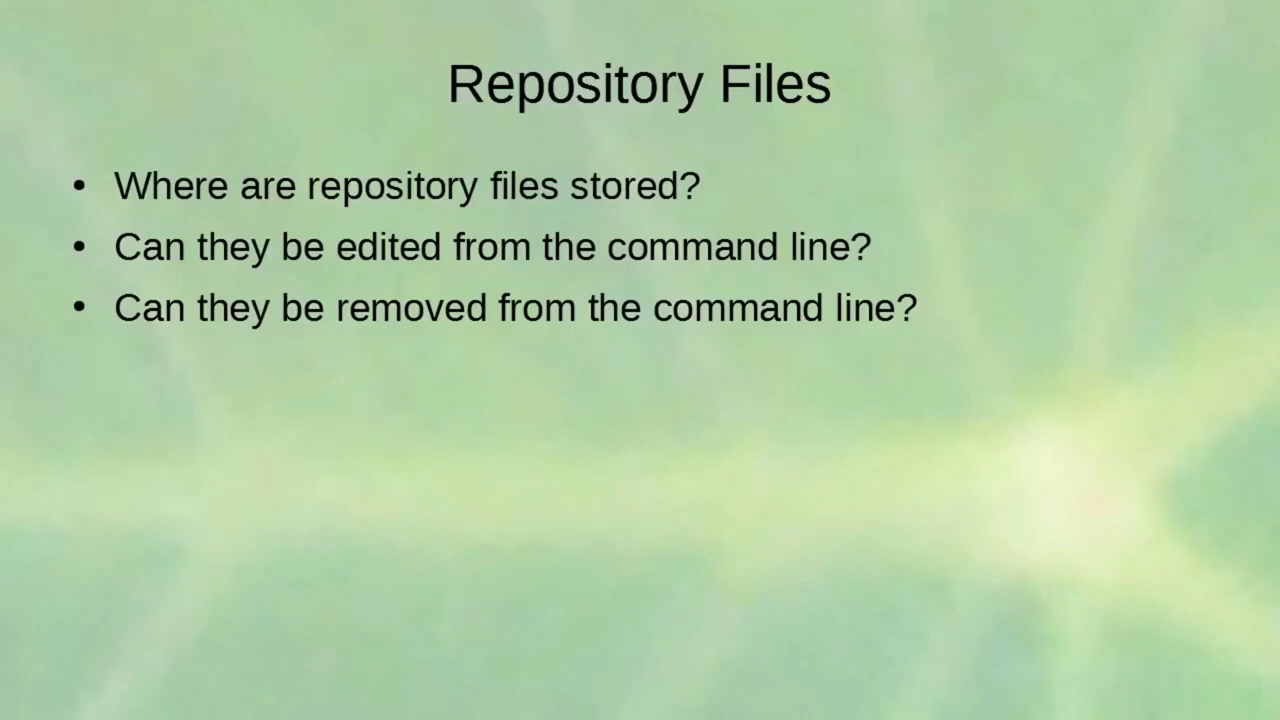 Repository Files
• Where are repository files stored?
• Can they be edited from the command line?
• Can they be removed from the command line?